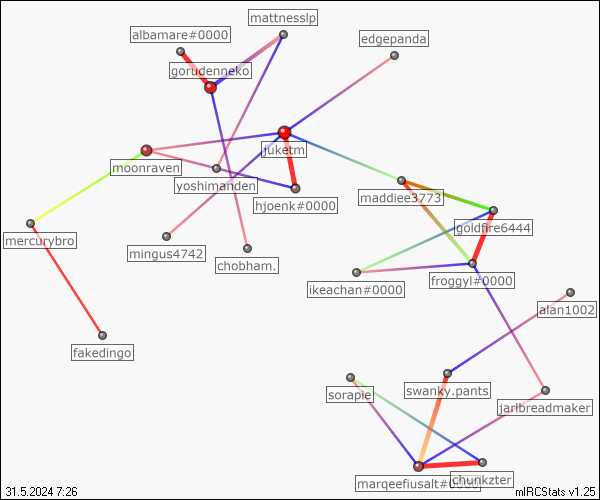 mattnesslp
albamare#0000
edgepanda
gorudenneko
juketm
moonraven
yoshimanden
maddiee3773
hjoenk#0000
goldfire6444
mercurybro
mingus4742
chobham.
froggyl#0000
ikeachan#0000
alan1002
fakedingo
sorapie
swanky.pants
jarlbreadmaker
chunkzter
marqeefiusalt#0000
31.5.2024 7:26
mIRCStats v1.25